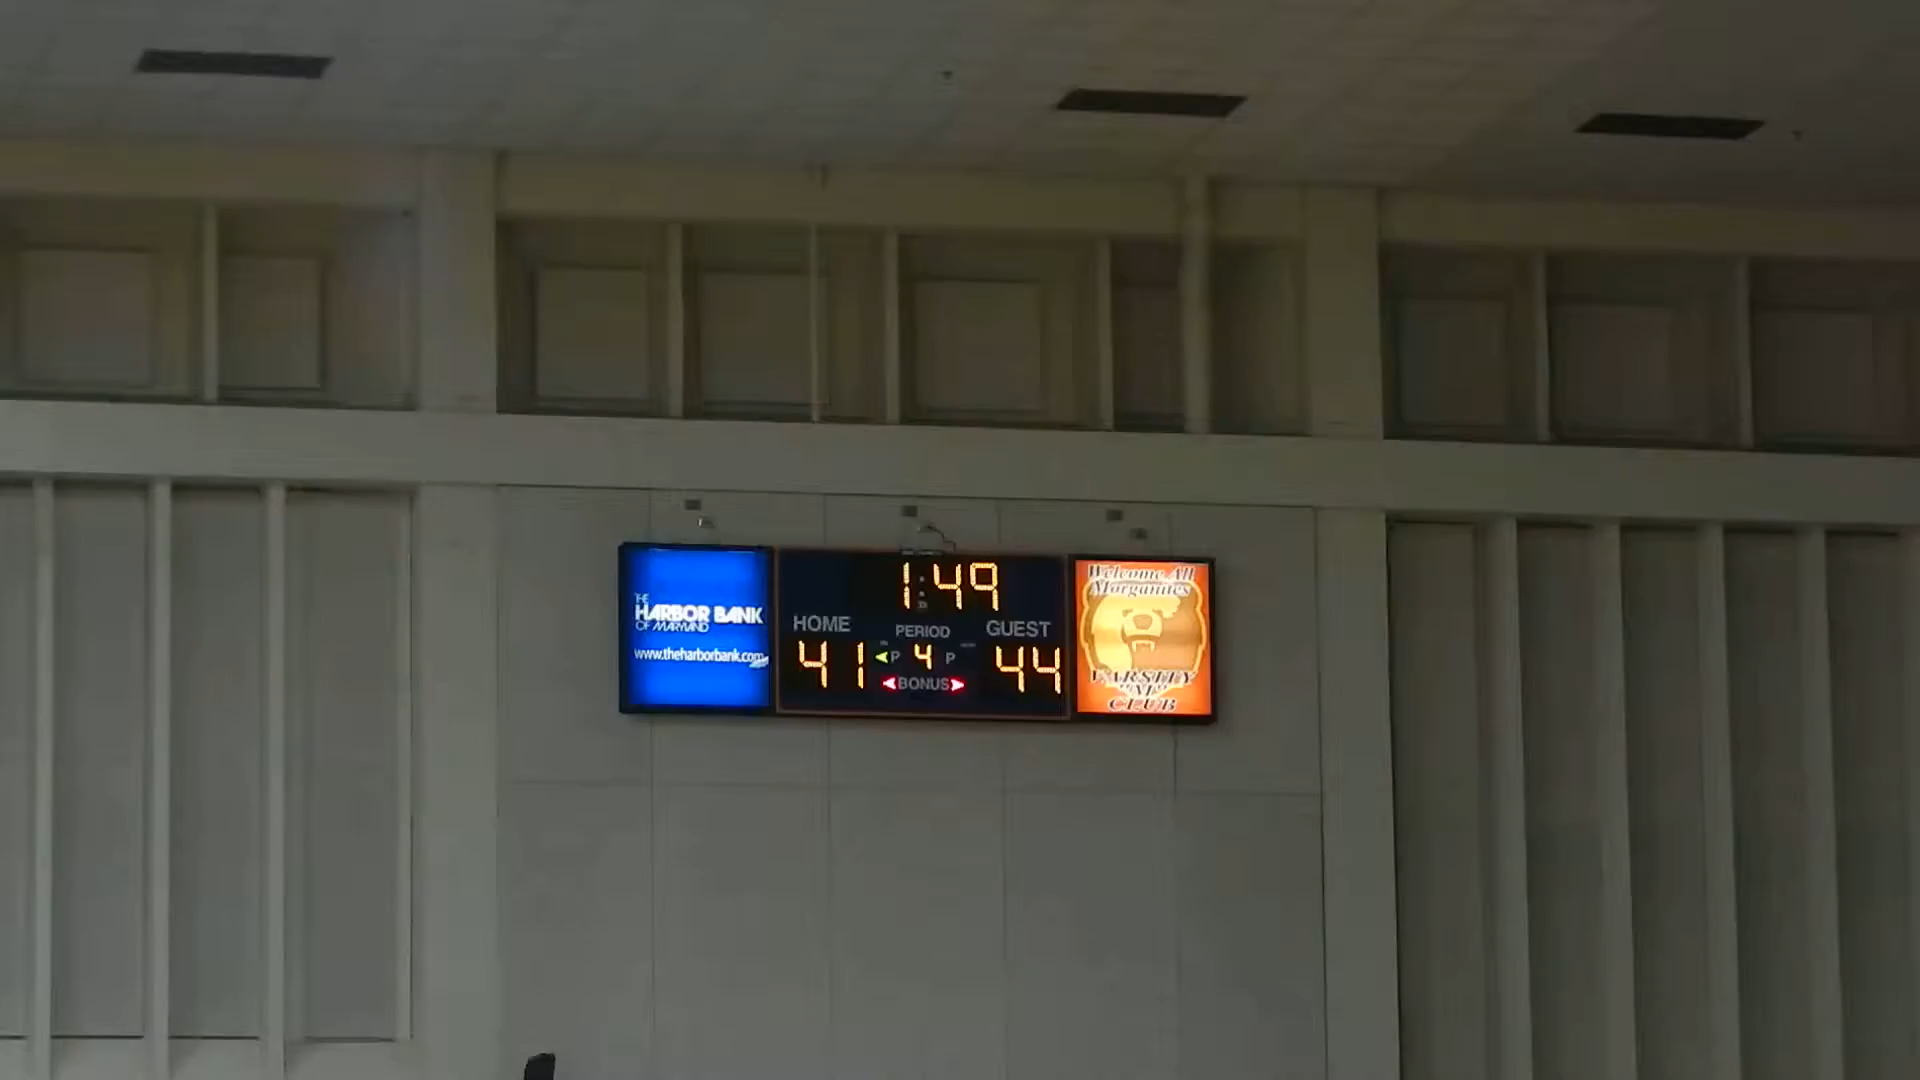 THE
HARBOR BANK
OF MARYLAND
www.theharborbank.com
1:49
HOME PERIOD GUEST
41 P 4 P 44
BONUS
Welcome All
Morganites
VARSITY
"M"
CLUB